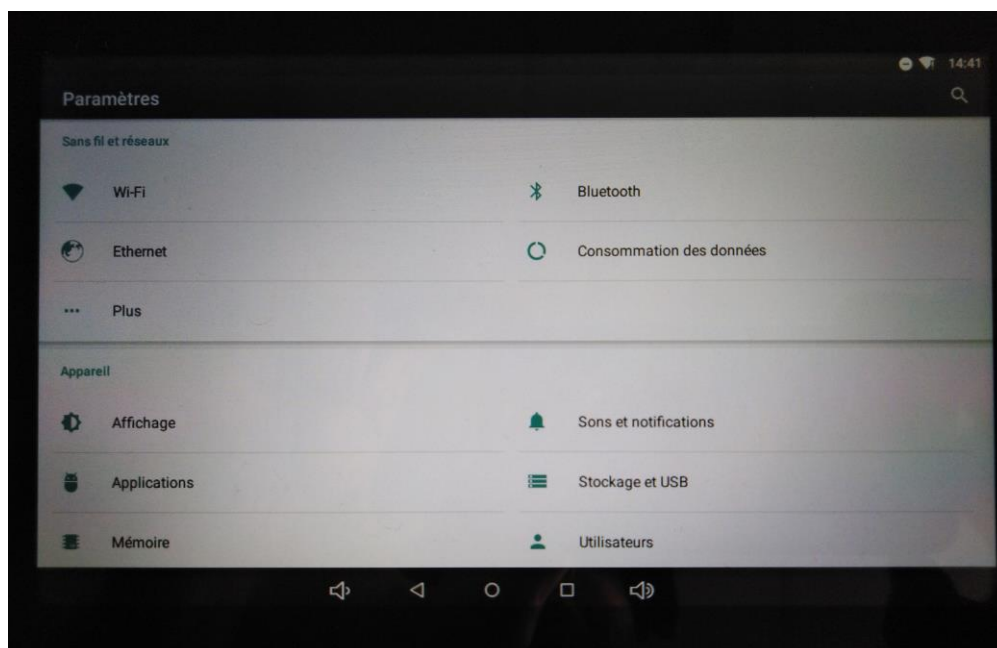 14:41
Paramètres
Sans fil et réseaux
Wi-Fi
Bluetooth
Ethernet
Consommation des données
Plus
Appareil
Affichage
Sons et notifications
Applications
Stockage et USB
Mémoire
Utilisateurs